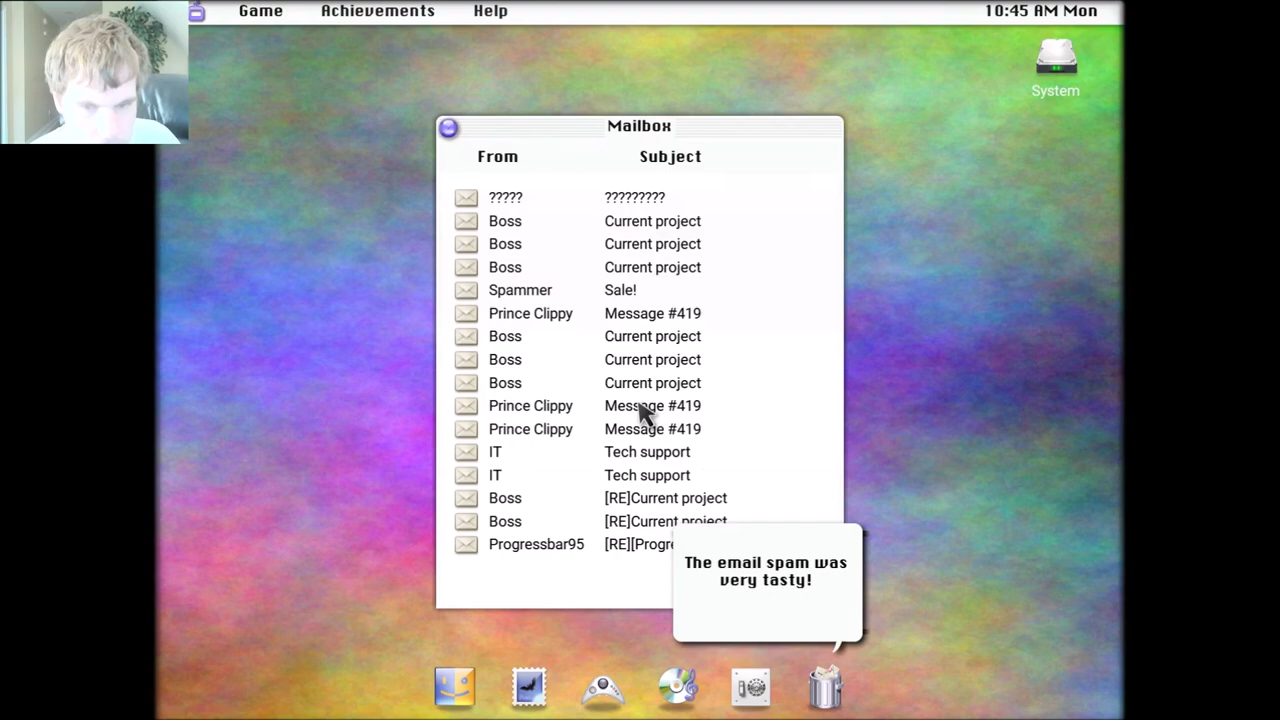 Game Achievements Help 10:45 AM Mon
System
Mailbox
From Subject
????? ?????????
Boss Current project
Boss Current project
Boss Current project
Spammer Sale!
Prince Clippy Message #419
Boss Current project
Boss Current project
Boss Current project
Prince Clippy Message #419
Prince Clippy Message #419
IT Tech support
IT Tech support
Boss [RE]Current project
Boss [RE]Current project
Progressbar95 [RE][Progre
The email spam was
very tasty!